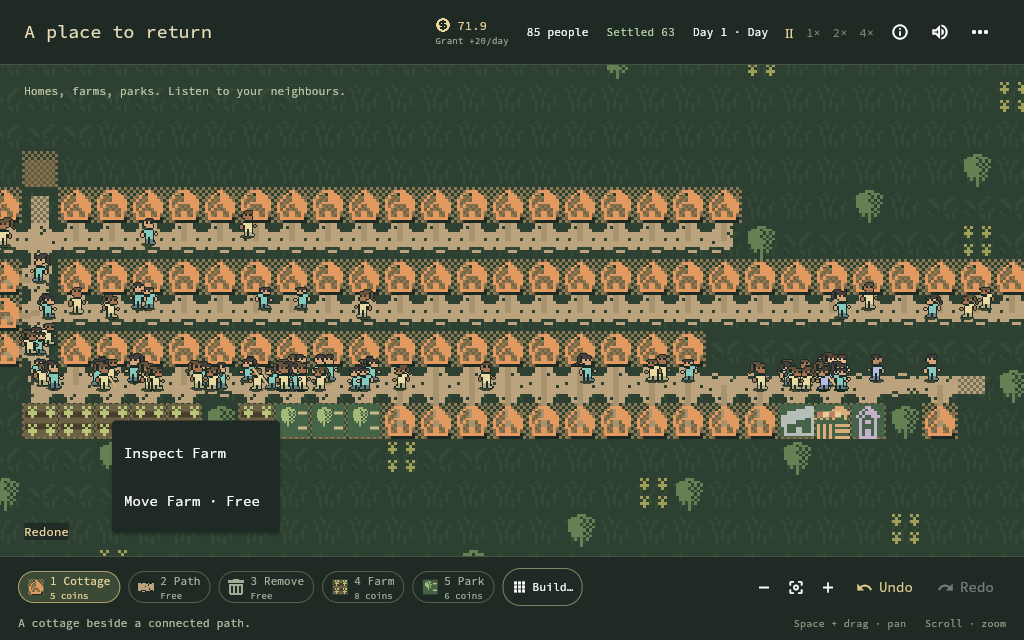 A place to return
71.9
Grant +20/day
85 people
Settled 63
Day 1 · Day
1×
2×
4×
Homes, farms, parks. Listen to your neighbours.
Inspect Farm
Move Farm · Free
Redone
1 Cottage
5 coins
2 Path
Free
3 Remove
Free
4 Farm
8 coins
5 Park
6 coins
Build…
Undo
Redo
A cottage beside a connected path.
Space + drag · pan
Scroll · zoom